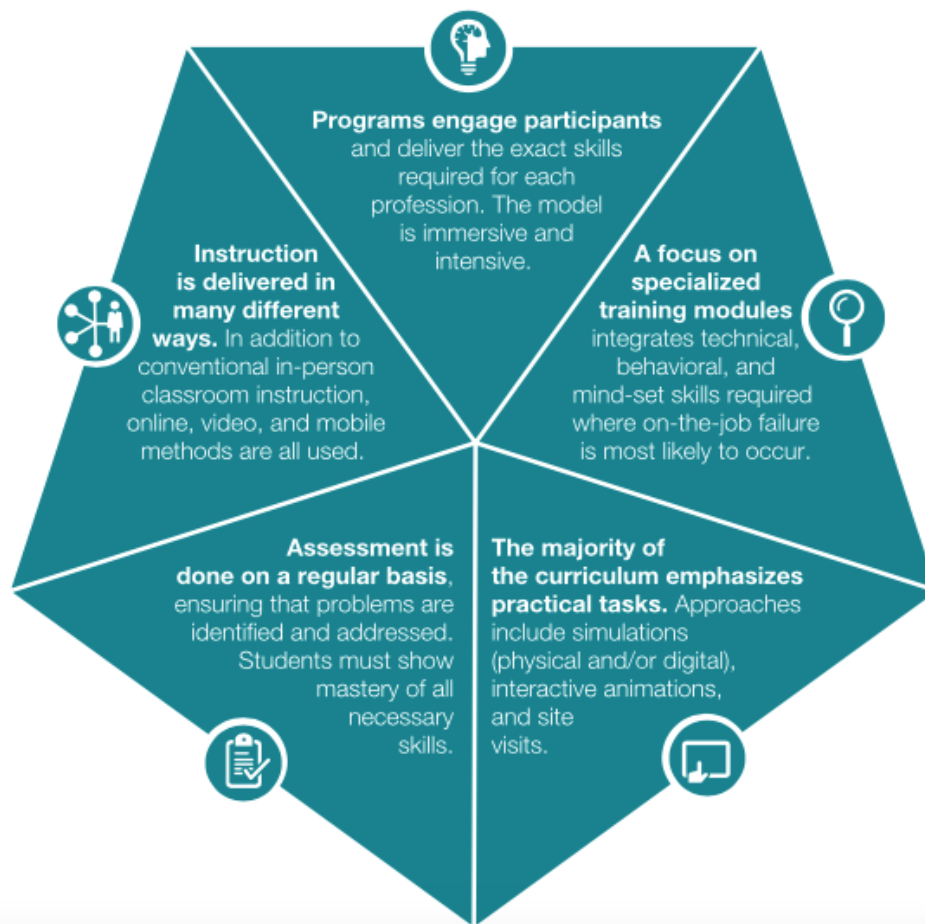 Programs engage participants
and deliver the exact skills
required for each
profession. The model
is immersive and
intensive.
A focus on
specialized
training modules
integrates technical,
behavioral, and
mind-set skills required
where on-the-job failure
is most likely to occur.
The majority of
the curriculum emphasizes
practical tasks. Approaches
include simulations
(physical and/or digital),
interactive animations,
and site
visits.
Assessment is
done on a regular basis,
ensuring that problems are
identified and addressed.
Students must show
mastery of all
necessary
skills.
Instruction
is delivered in
many different
ways. In addition to
conventional in-person
classroom instruction,
online, video, and mobile
methods are all used.